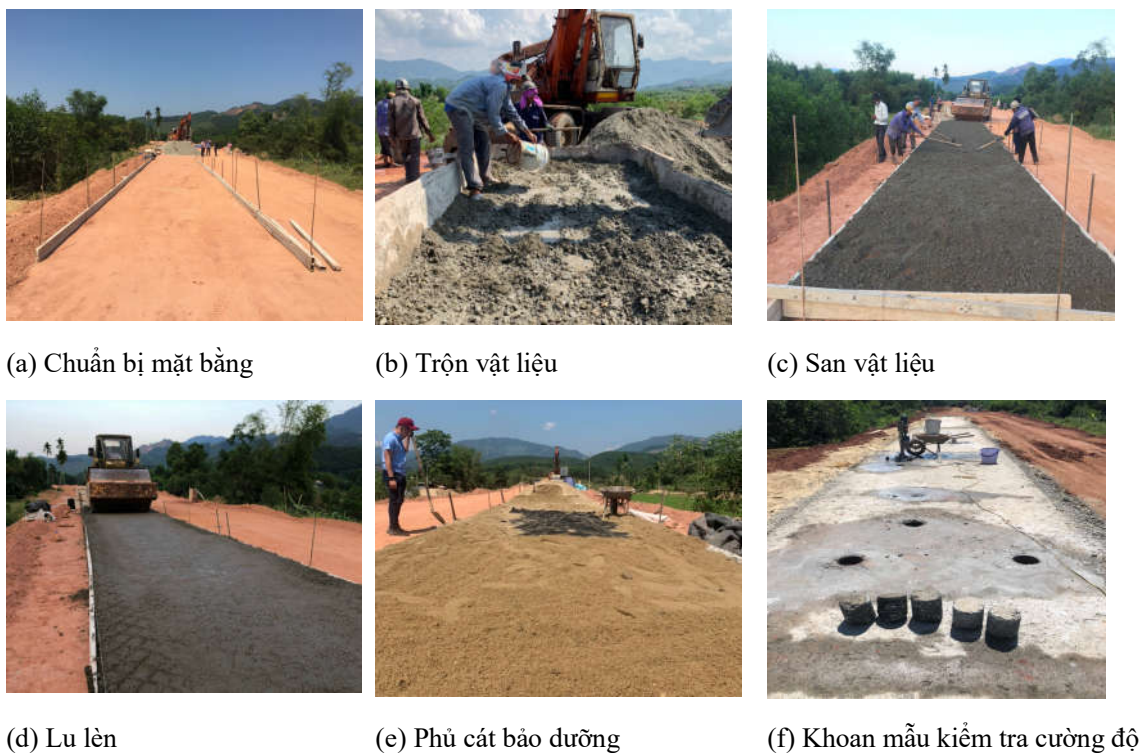 (a) Chuẩn bị mặt bằng
(b) Trộn vật liệu
(c) San vật liệu
(d) Lu lèn
(e) Phủ cát bảo dưỡng
(f) Khoan mẫu kiểm tra cường độ